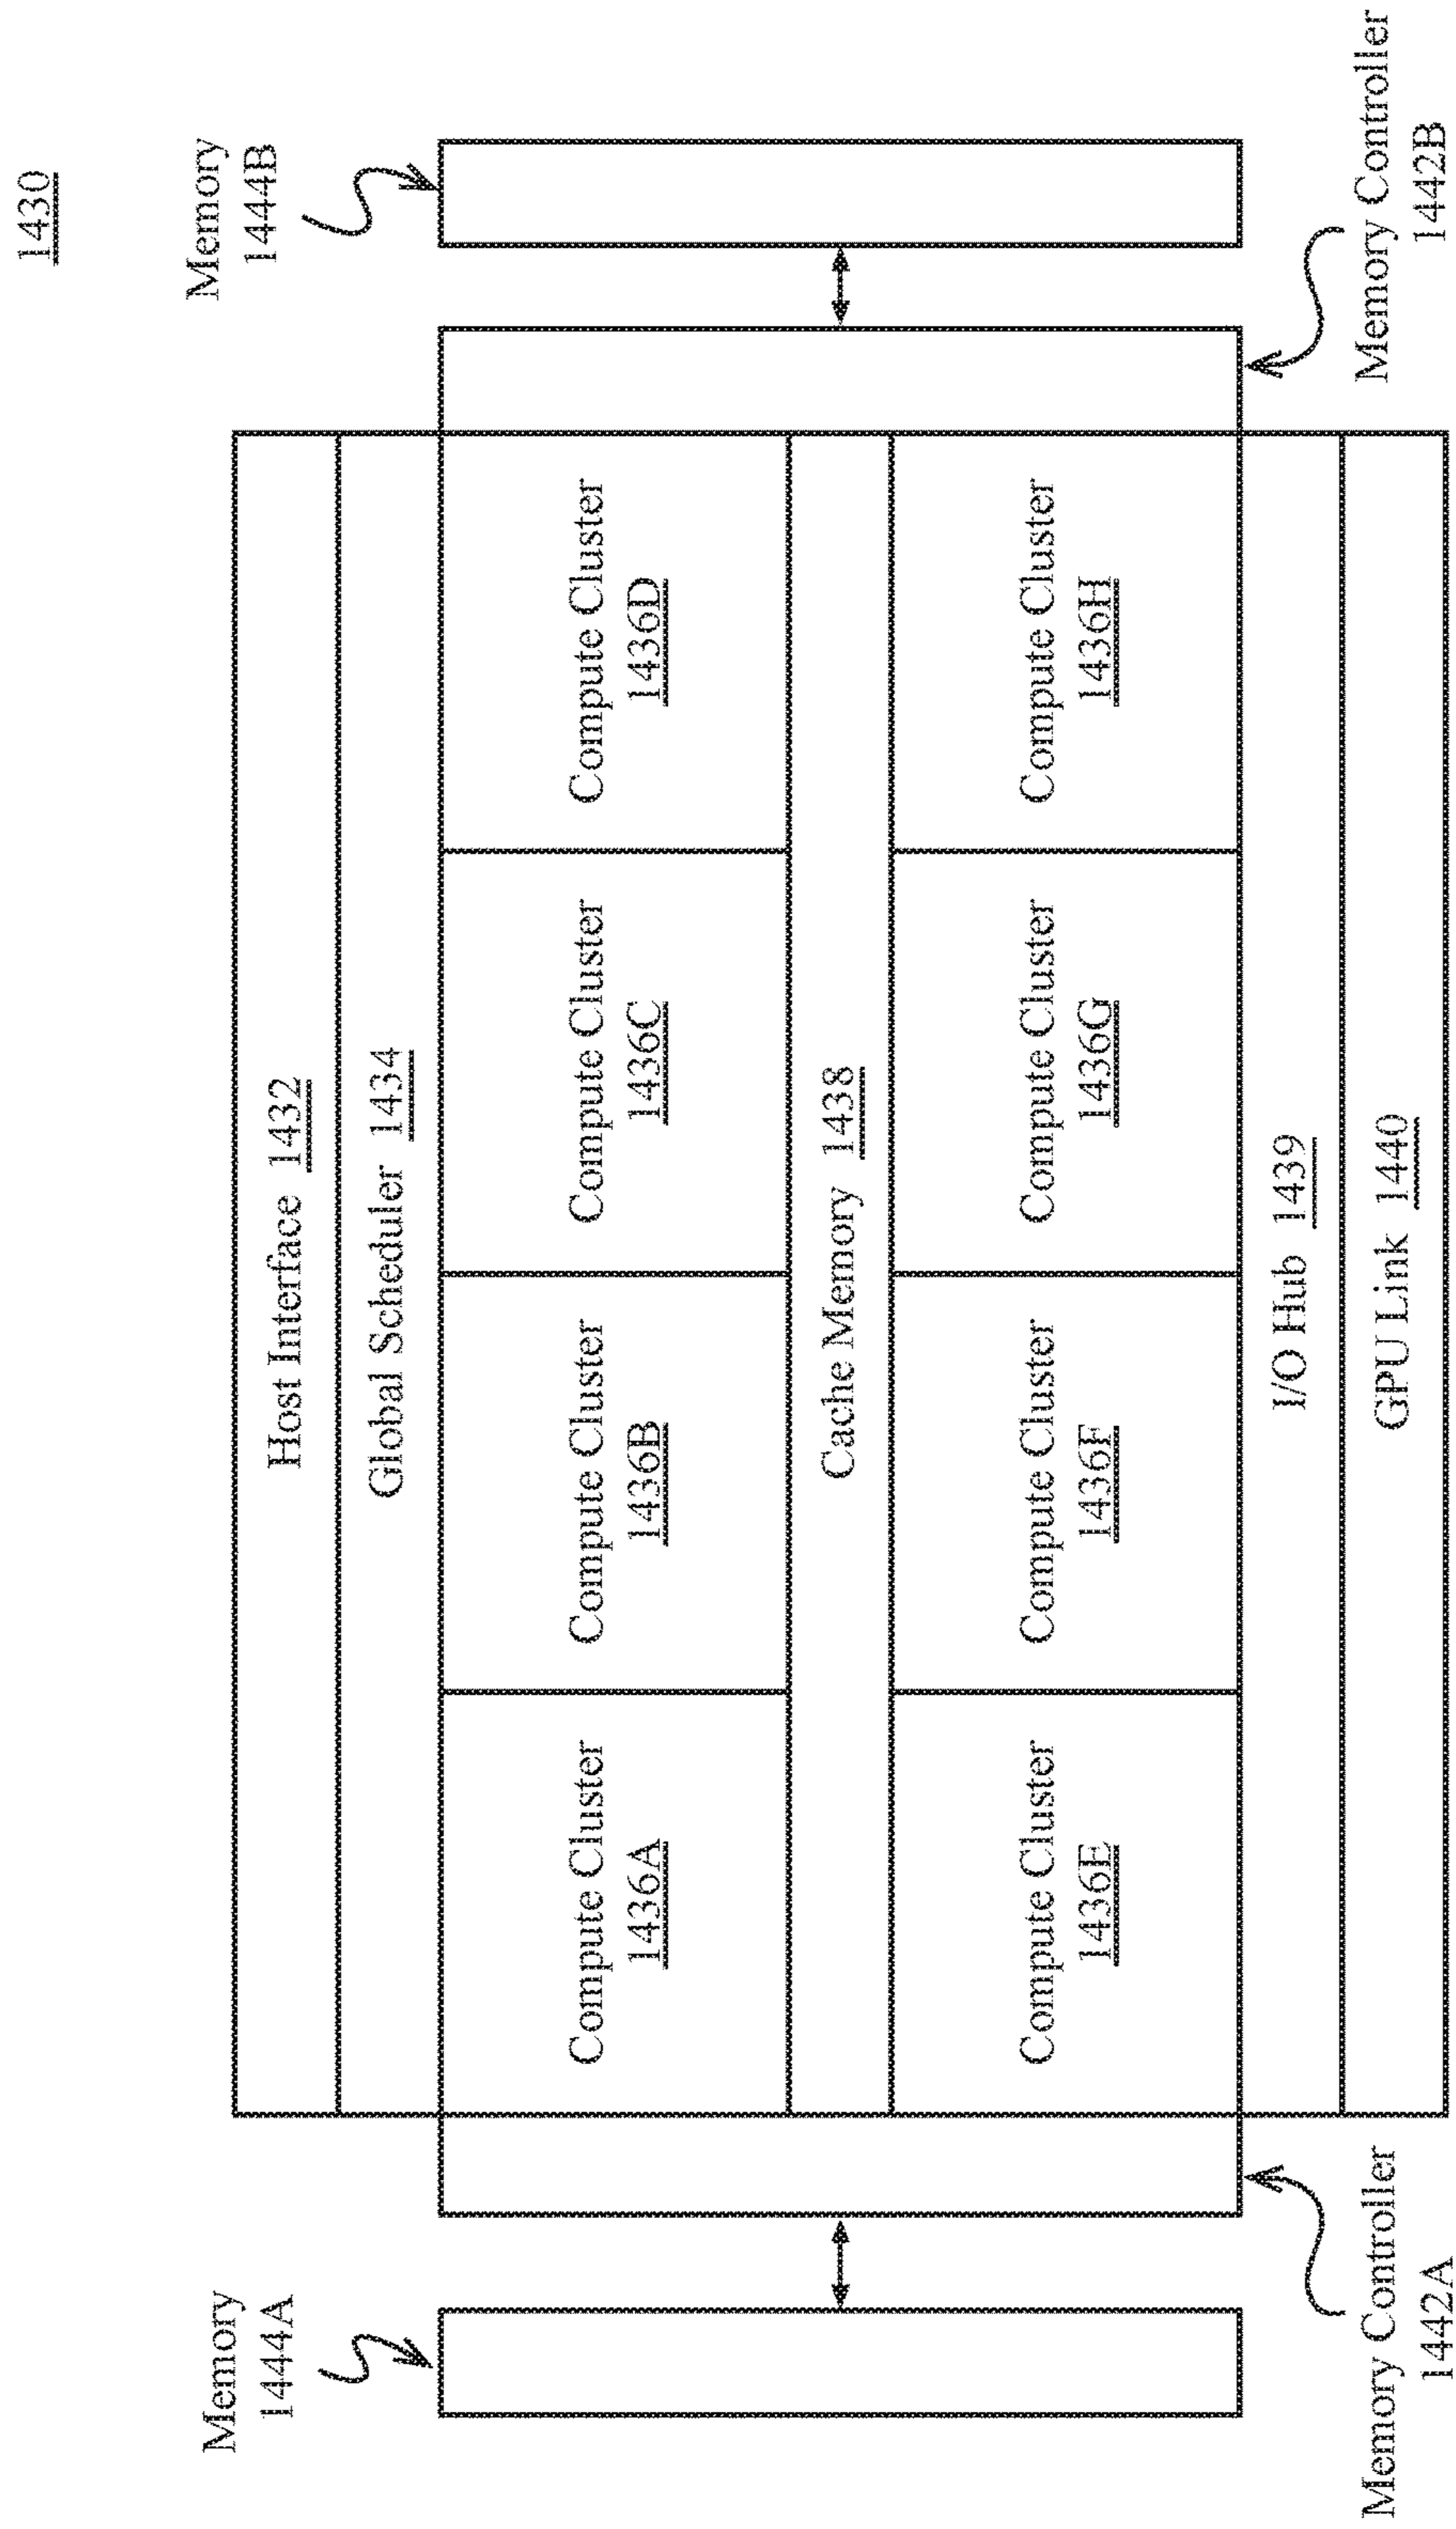 1430
Memory
1444B
Memory
1444A
Host Interface 1432
Global Scheduler 1434
Compute Cluster
1436A
Compute Cluster
1436B
Compute Cluster
1436C
Compute Cluster
1436D
Cache Memory 1438
Compute Cluster
1436E
Compute Cluster
1436F
Compute Cluster
1436G
Compute Cluster
1436H
I/O Hub 1439
GPU Link 1440
Memory Controller
1442A
Memory Controller
1442B